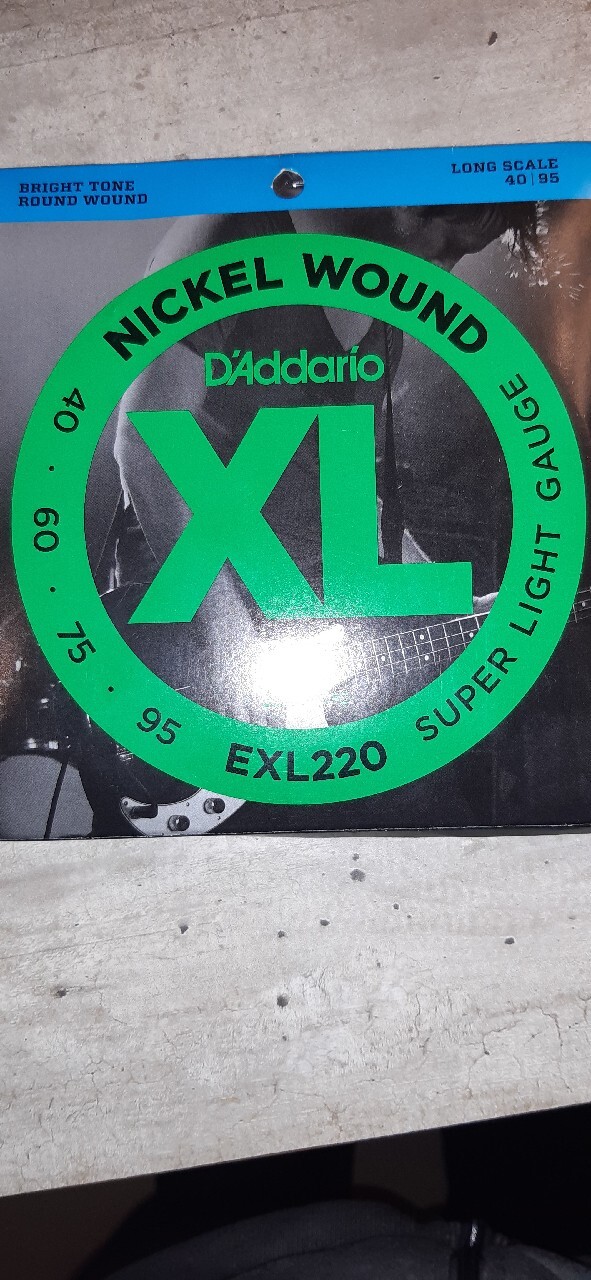 BRIGHT TONE
ROUND WOUND
LONG SCALE
40|95
NICKEL WOUND
D'Addario
XL
40 · 60 · 75 · 95
EXL220
SUPER LIGHT GAUGE